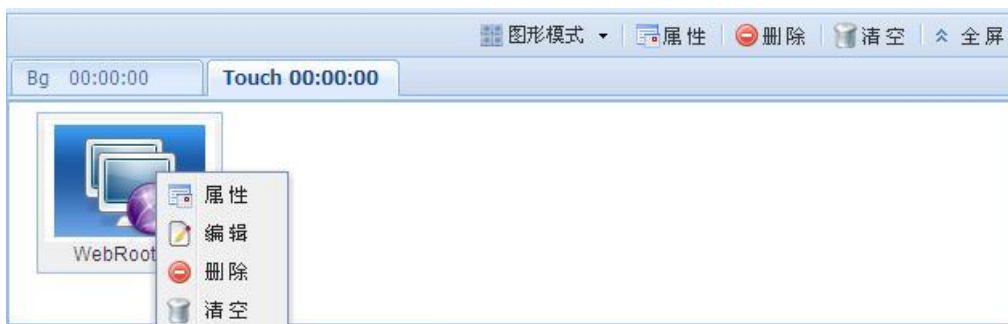 图形模式 属性 删除 清空 全屏
Bg 00:00:00 Touch 00:00:00
属性
编辑
WebRoot
删除
清空